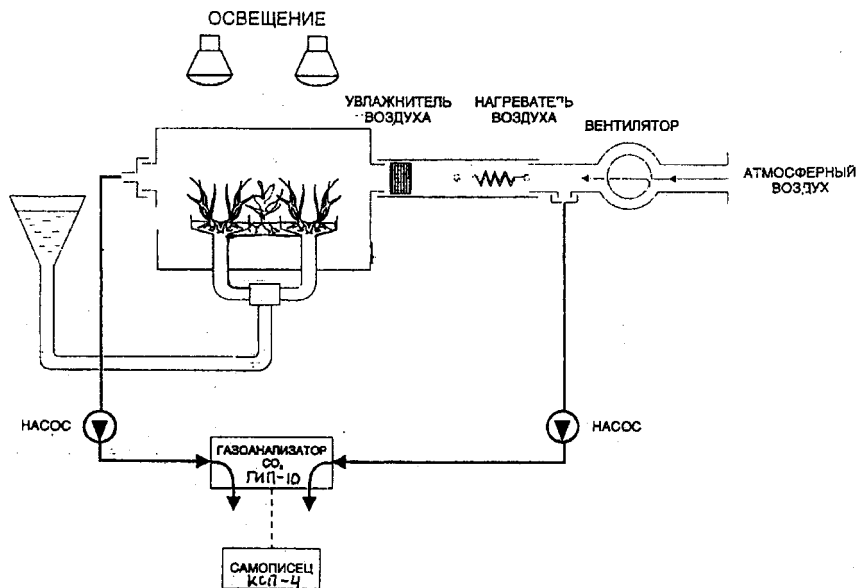 ОСВЕЩЕНИЕ
УВЛАЖНИТЕЛЬ
ВОЗДУХА
НАГРЕВАТЕЛЬ
ВОЗДУХА
ВЕНТИЛЯТОР
АТМОСФЕРНЫЙ
ВОЗДУХ
НАСОС
НАСОС
ГАЗОАНАЛИЗАТОР
CO₂
ГИП-10
САМОПИСЕЦ
КСП-4